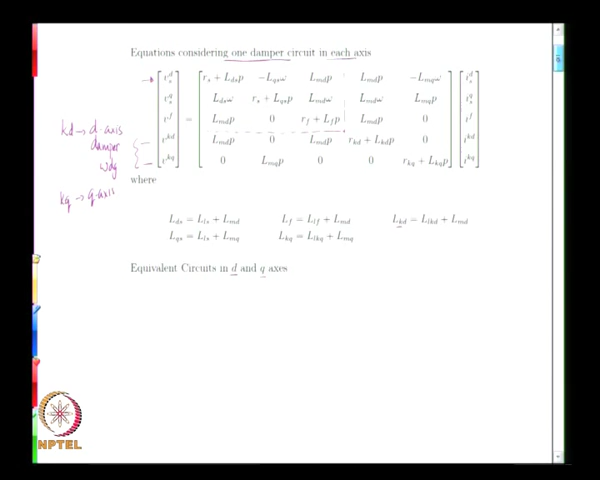 Equations considering one damper circuit in each axis
v_s^d r_s + L_ds p −L_qs ω L_md p L_md p −L_mq ω i_s^d
v_s^q L_ds ω r_s + L_qs p L_md ω L_md ω L_mq p i_s^q
v^f = L_md p 0 r_f + L_f p L_md p 0 i^f
v^kd L_md p 0 L_md p r_kd + L_kd p 0 i^kd
v^kq 0 L_mq p 0 0 r_kq + L_kq p i^kq
kd → d-axis
damper
wdg
kq → q-axis
where
L_ds = L_ls + L_md L_f = L_lf + L_md L_kd = L_lkd + L_md
L_qs = L_ls + L_mq L_kq = L_lkq + L_mq
Equivalent Circuits in d and q axes
NPTEL